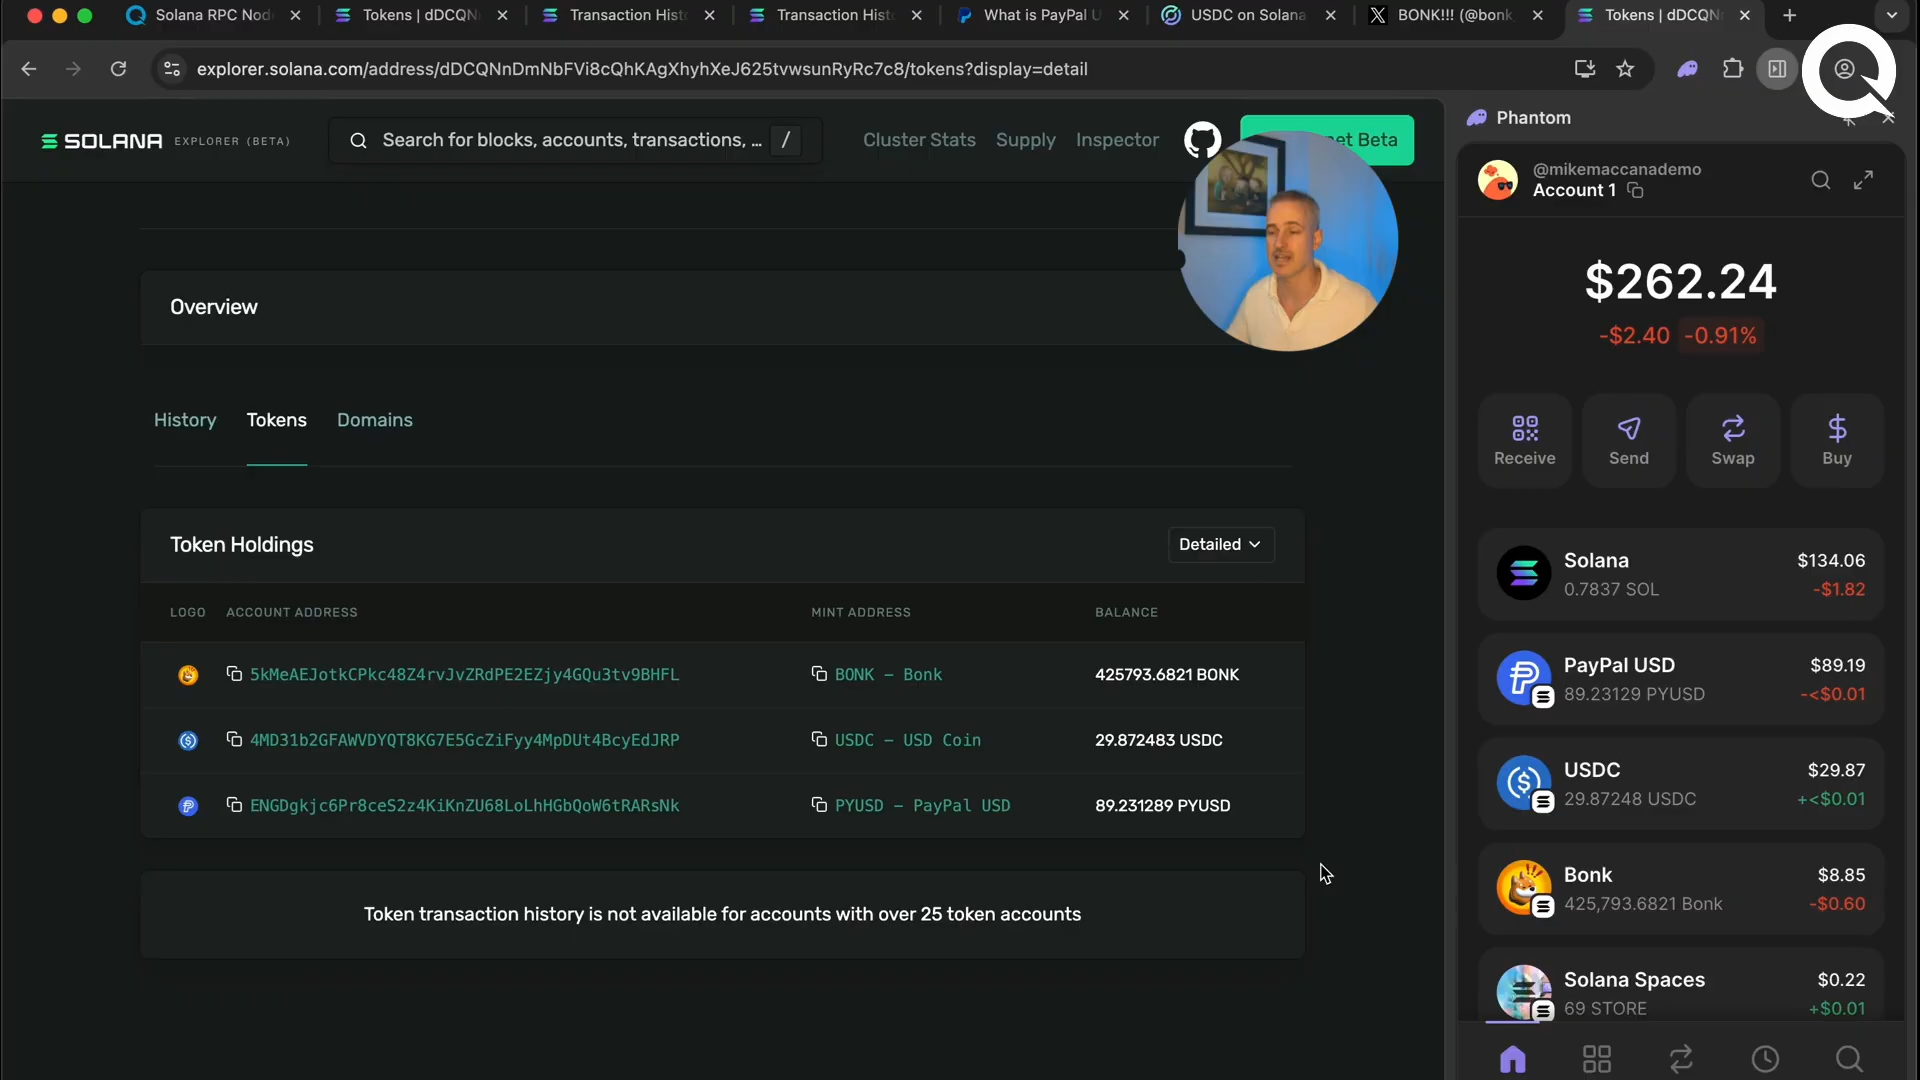 Solana RPC Nod
Tokens | dDCQN
Transaction Hist
Transaction Hist
What is PayPal U
USDC on Solana
BONK!!! (@bonk_
Tokens | dDCQN
explorer.solana.com/address/dDCQNnDmNbFVi8cQhKAgXhyhXeJ625tvwsunRyRc7c8/tokens?display=detail
SOLANA EXPLORER (BETA)
Search for blocks, accounts, transactions, ... /
Cluster Stats
Supply
Inspector
et Beta
Overview
History
Tokens
Domains
Token Holdings
Detailed
LOGO ACCOUNT ADDRESS MINT ADDRESS BALANCE
5kMeAEJotkCPkc48Z4rvJvZRdPE2EZjy4GQu3tv9BHFL BONK – Bonk 425793.6821 BONK
4MD31b2GFAWVDYQT8KG7E5GcZiFyy4MpDUt4BcyEdJRP USDC – USD Coin 29.872483 USDC
ENGDgkjc6Pr8ceS2z4KiKnZU68LoLhHGbQoW6tRARsNk PYUSD – PayPal USD 89.231289 PYUSD
Token transaction history is not available for accounts with over 25 token accounts
Phantom
@mikemaccanademo
Account 1
$262.24
-$2.40 -0.91%
Receive
Send
Swap
Buy
Solana $134.06
0.7837 SOL -$1.82
PayPal USD $89.19
89.23129 PYUSD -<$0.01
USDC $29.87
29.87248 USDC +<$0.01
Bonk $8.85
425,793.6821 Bonk -$0.60
Solana Spaces $0.22
69 STORE +$0.01